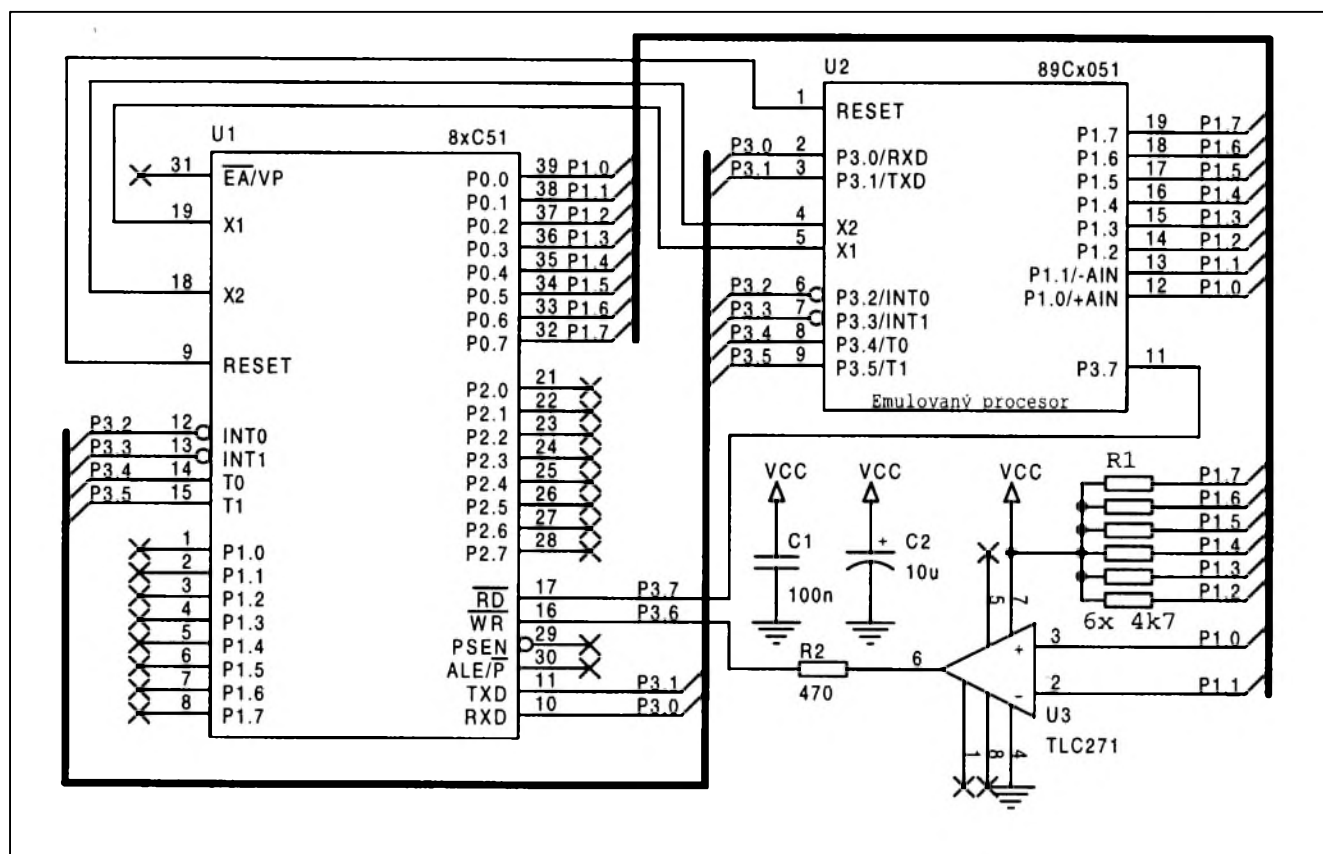 U1
8xC51
31
EA/VP
19
X1
18
X2
9
RESET
P3.2
12
INT0
P3.3
13
INT1
P3.4
14
T0
P3.5
15
T1
1
P1.0
2
P1.1
3
P1.2
4
P1.3
5
P1.4
6
P1.5
7
P1.6
8
P1.7
P0.0
39
P1.0
P0.1
38
P1.1
P0.2
37
P1.2
P0.3
36
P1.3
P0.4
35
P1.4
P0.5
34
P1.5
P0.6
33
P1.6
P0.7
32
P1.7
P2.0
21
P2.1
22
P2.2
23
P2.3
24
P2.4
25
P2.5
26
P2.6
27
P2.7
28
RD
17
P3.7
WR
16
P3.6
PSEN
29
ALE/P
30
TXD
11
P3.1
RXD
10
P3.0
U2
89Cx051
1
RESET
P3.0
2
P3.0/RXD
P3.1
3
P3.1/TXD
4
X2
5
X1
P3.2
6
P3.2/INT0
P3.3
7
P3.3/INT1
P3.4
8
P3.4/T0
P3.5
9
P3.5/T1
P1.7
19
P1.7
P1.6
18
P1.6
P1.5
17
P1.5
P1.4
16
P1.4
P1.3
15
P1.3
P1.2
14
P1.2
P1.1/-AIN
13
P1.1
P1.0/+AIN
12
P1.0
P3.7
11
Emulovaný procesor
VCC
C1
100n
VCC
+
C2
10u
VCC
R1
P1.7
P1.6
P1.5
P1.4
P1.3
P1.2
6x 4k7
5
7
+
3
P1.0
-
2
P1.1
6
R2
470
U3
TLC271
1
8
4